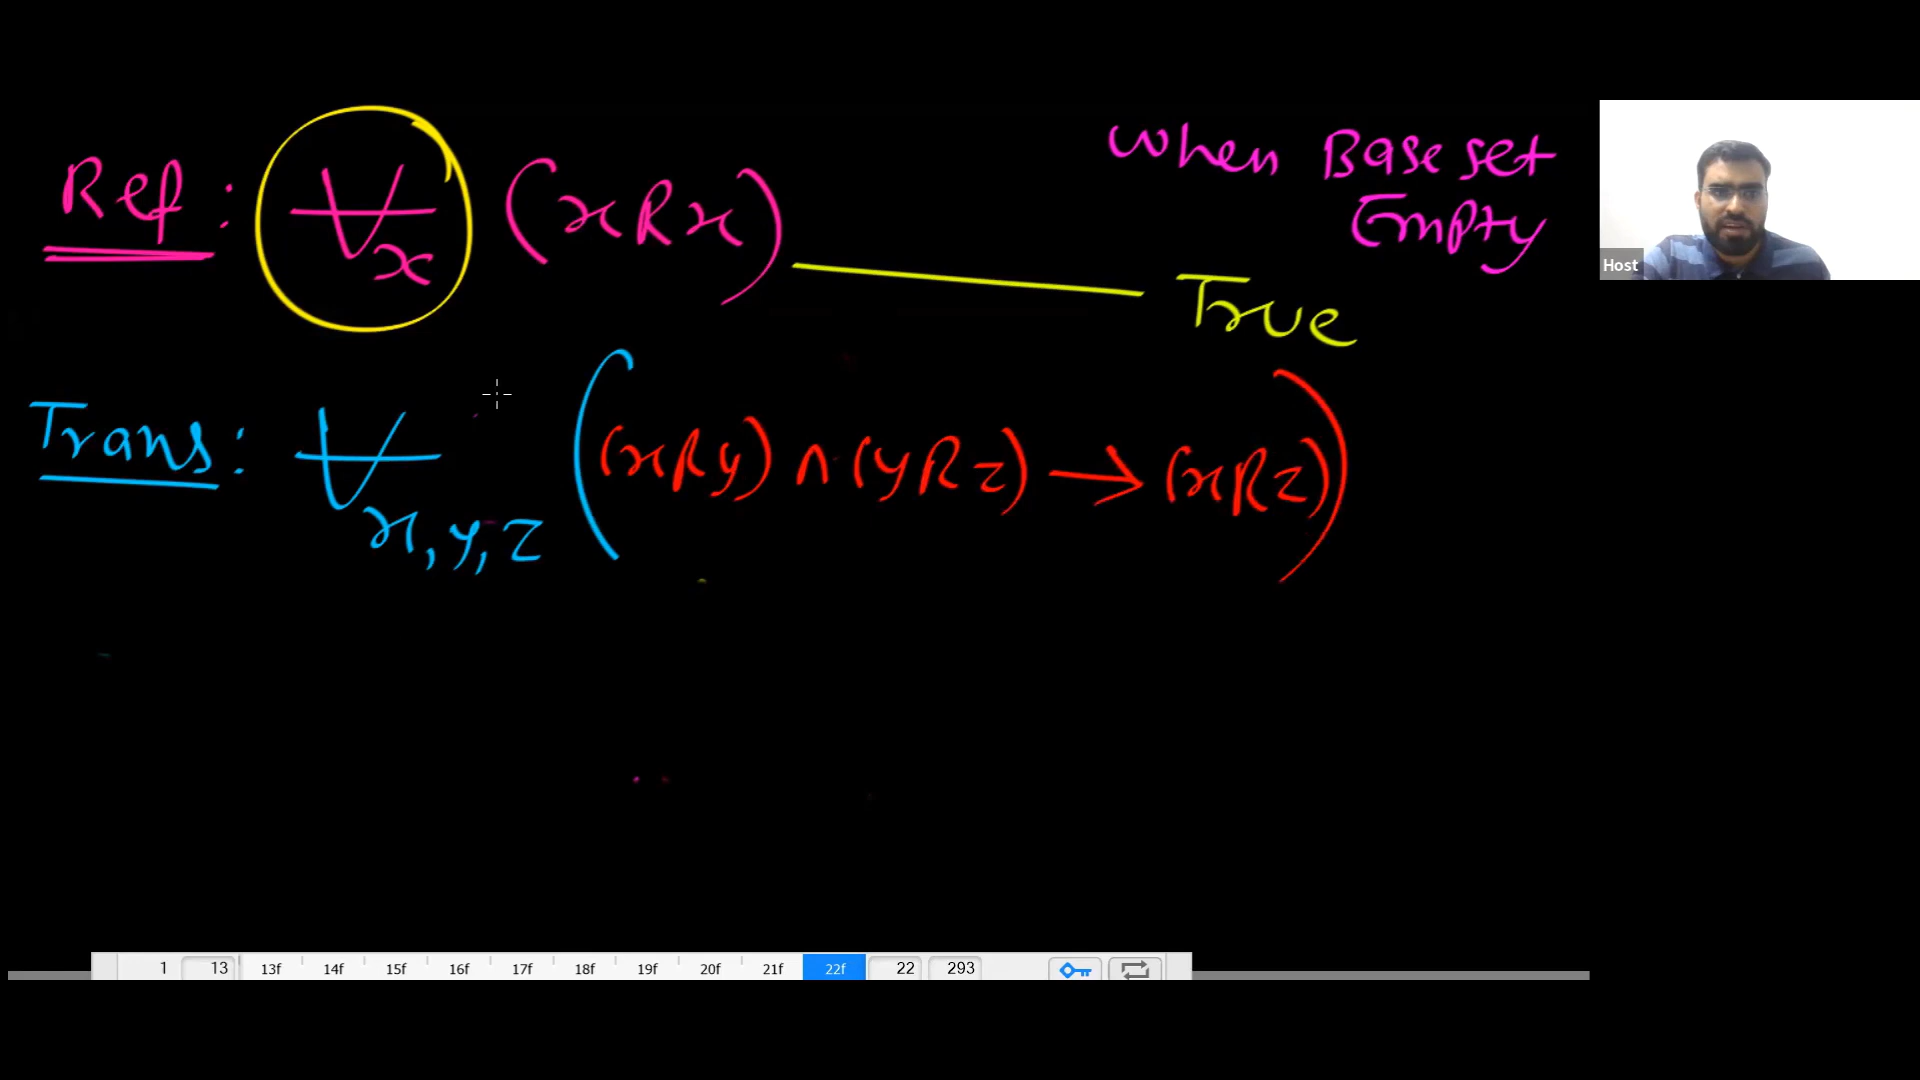 Ref: ∀x (xRx)
When Base set
Empty
True
Host
Trans: ∀x,y,z ((xRy) ∧ (yRz) → (xRz))
1 13 13f 14f 15f 16f 17f 18f 19f 20f 21f 22f 22 293